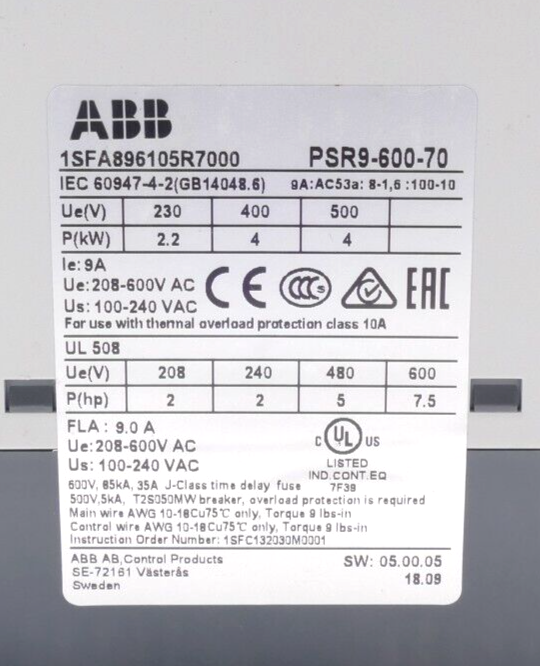 ABB
1SFA896105R7000 PSR9-600-70
IEC 60947-4-2(GB14048.6) 9A:AC53a: 8-1,6 :100-10
Ue(V) 230 400 500
P(kW) 2.2 4 4
Ie: 9A
Ue: 208-600V AC
Us: 100-240 VAC
CE CCC S EAC
For use with thermal overload protection class 10A
UL 508
Ue(V) 208 240 480 600
P(hp) 2 2 5 7.5
FLA : 9.0 A
Ue: 208-600V AC
Us: 100-240 VAC
C UL US
LISTED
IND.CONT.EQ
7F39
600V, 85kA, 35A J-Class time delay fuse
500V,5kA, T2S050MW breaker, overload protection is required
Main wire AWG 10-18Cu75°C only, Torque 9 lbs-in
Control wire AWG 10-18Cu75°C only, Torque 9 lbs-in
Instruction Order Number: 1SFC132030M0001
ABB AB,Control Products SW: 05.00.05
SE-72161 Västerås 18.09
Sweden